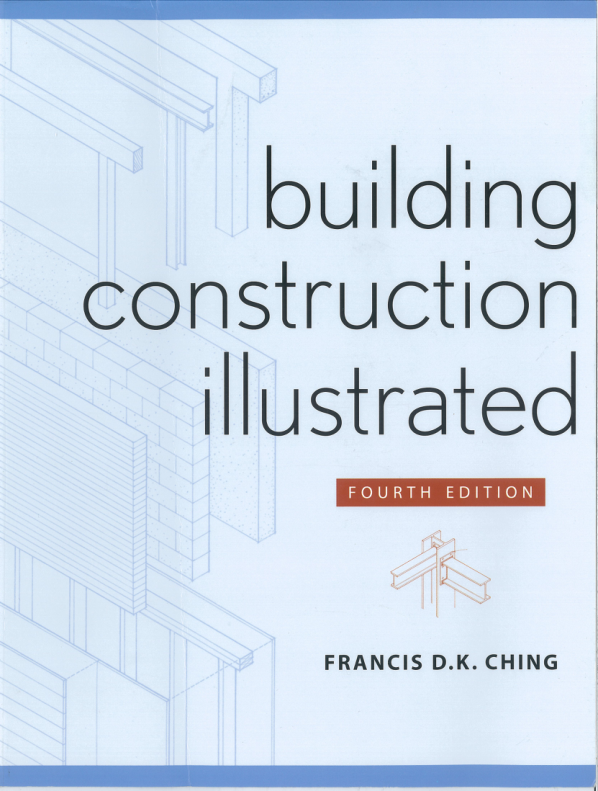 building
construction
illustrated
FOURTH EDITION
FRANCIS D.K. CHING